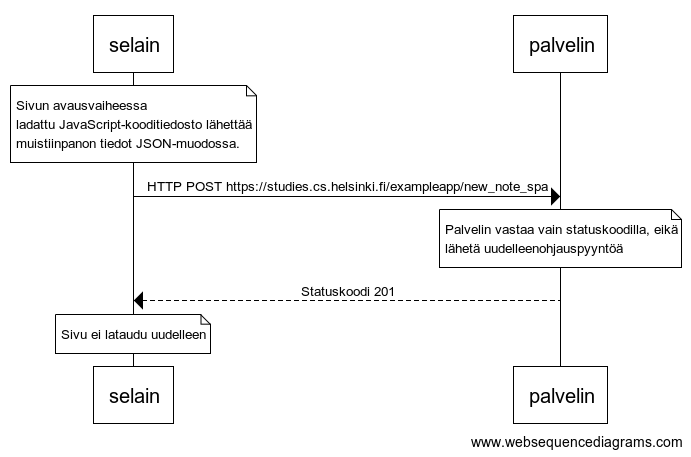 selain
palvelin
Sivun avausvaiheessa
ladattu JavaScript-kooditiedosto lähettää
muistiinpanon tiedot JSON-muodossa.
HTTP POST https://studies.cs.helsinki.fi/exampleapp/new_note_spa
Palvelin vastaa vain statuskoodilla, eikä
lähetä uudelleenohjauspyyntöä
Statuskoodi 201
Sivu ei lataudu uudelleen
selain
palvelin
www.websequencediagrams.com